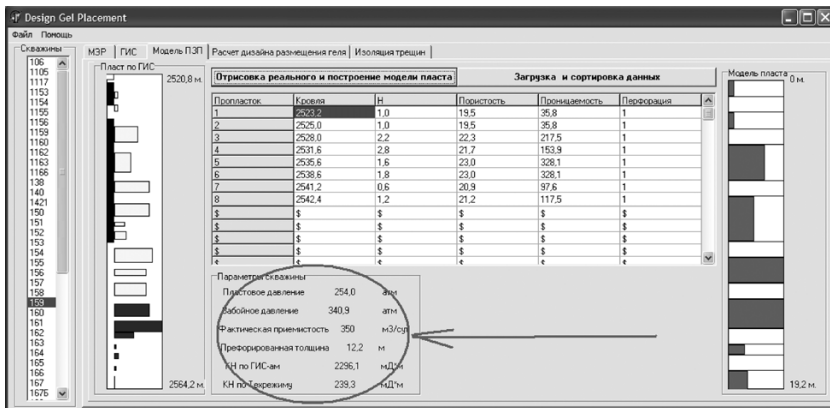 Design Gel Placement
Файл Помощь
Скважины
106
1105
1117
1153
1154
1155
1156
1159
1160
1162
1163
1166
138
140
1421
150
151
152
153
154
155
156
157
158
159
160
161
162
163
164
165
166
167
1676
МЭР ГИС Модель ПЗП Расчет дизайна размещения геля Изоляция трещин
Пласт по ГИС
2520,8 м.
2564,2 м.
Отрисовка реального и построение модели пласта Загрузка и сортировка данных
Пропласток Кровля H Пористость Проницаемость Перфорация
1 2523,2 1,0 19,5 35,8 1
2 2525,0 1,0 19,5 35,8 1
3 2528,0 2,2 22,3 217,5 1
4 2531,6 2,8 21,7 153,9 1
5 2535,6 1,6 23,0 328,1 1
6 2538,6 1,8 23,0 328,1 1
7 2541,2 0,6 20,9 97,6 1
8 2542,4 1,2 21,2 117,5 1
$ $ $ $ $ $
$ $ $ $ $ $
$ $ $ $ $ $
$ $ $ $ $ $
Параметры скважины
Пластовое давление 254,0 атм
Забойное давление 340,9 атм
Фактическая приемистость 350 м3/сут
Префорированная толщина 12,2 м
КН по ГИС-ам 2296,1 мД*м
КН по Техрежиму 239,3 мД*м
Модель пласта
0 м.
19,2 м.